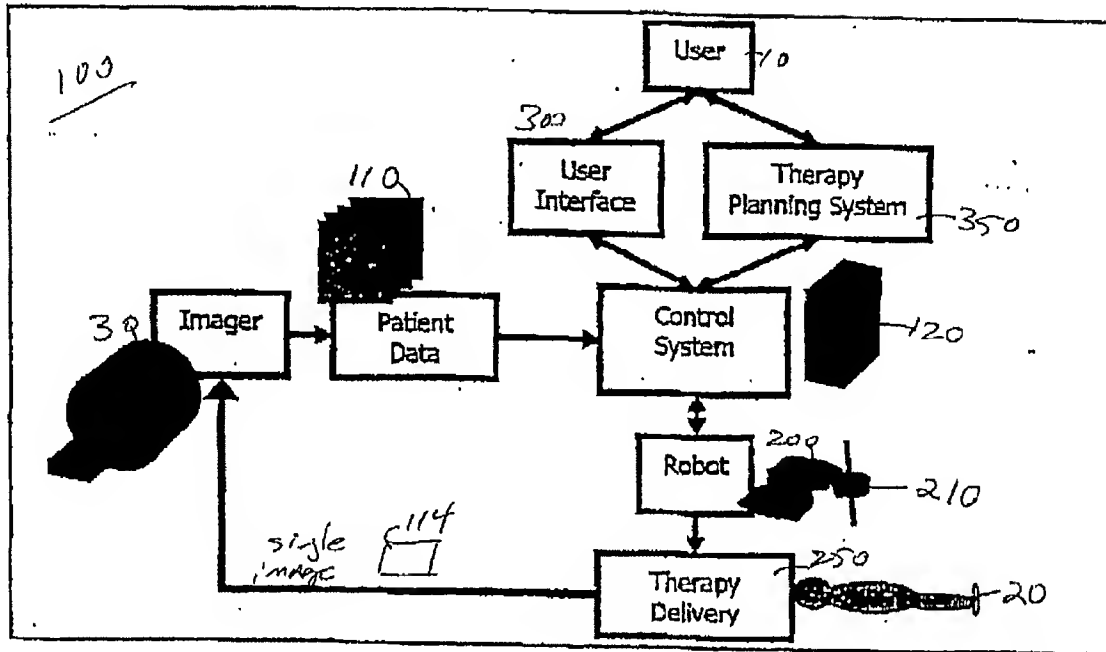 100
User
10
300
User
Interface
Therapy
Planning System
350
110
30
Imager
Patient
Data
Control
System
120
Robot
200
210
single
image
114
250
Therapy
Delivery
20